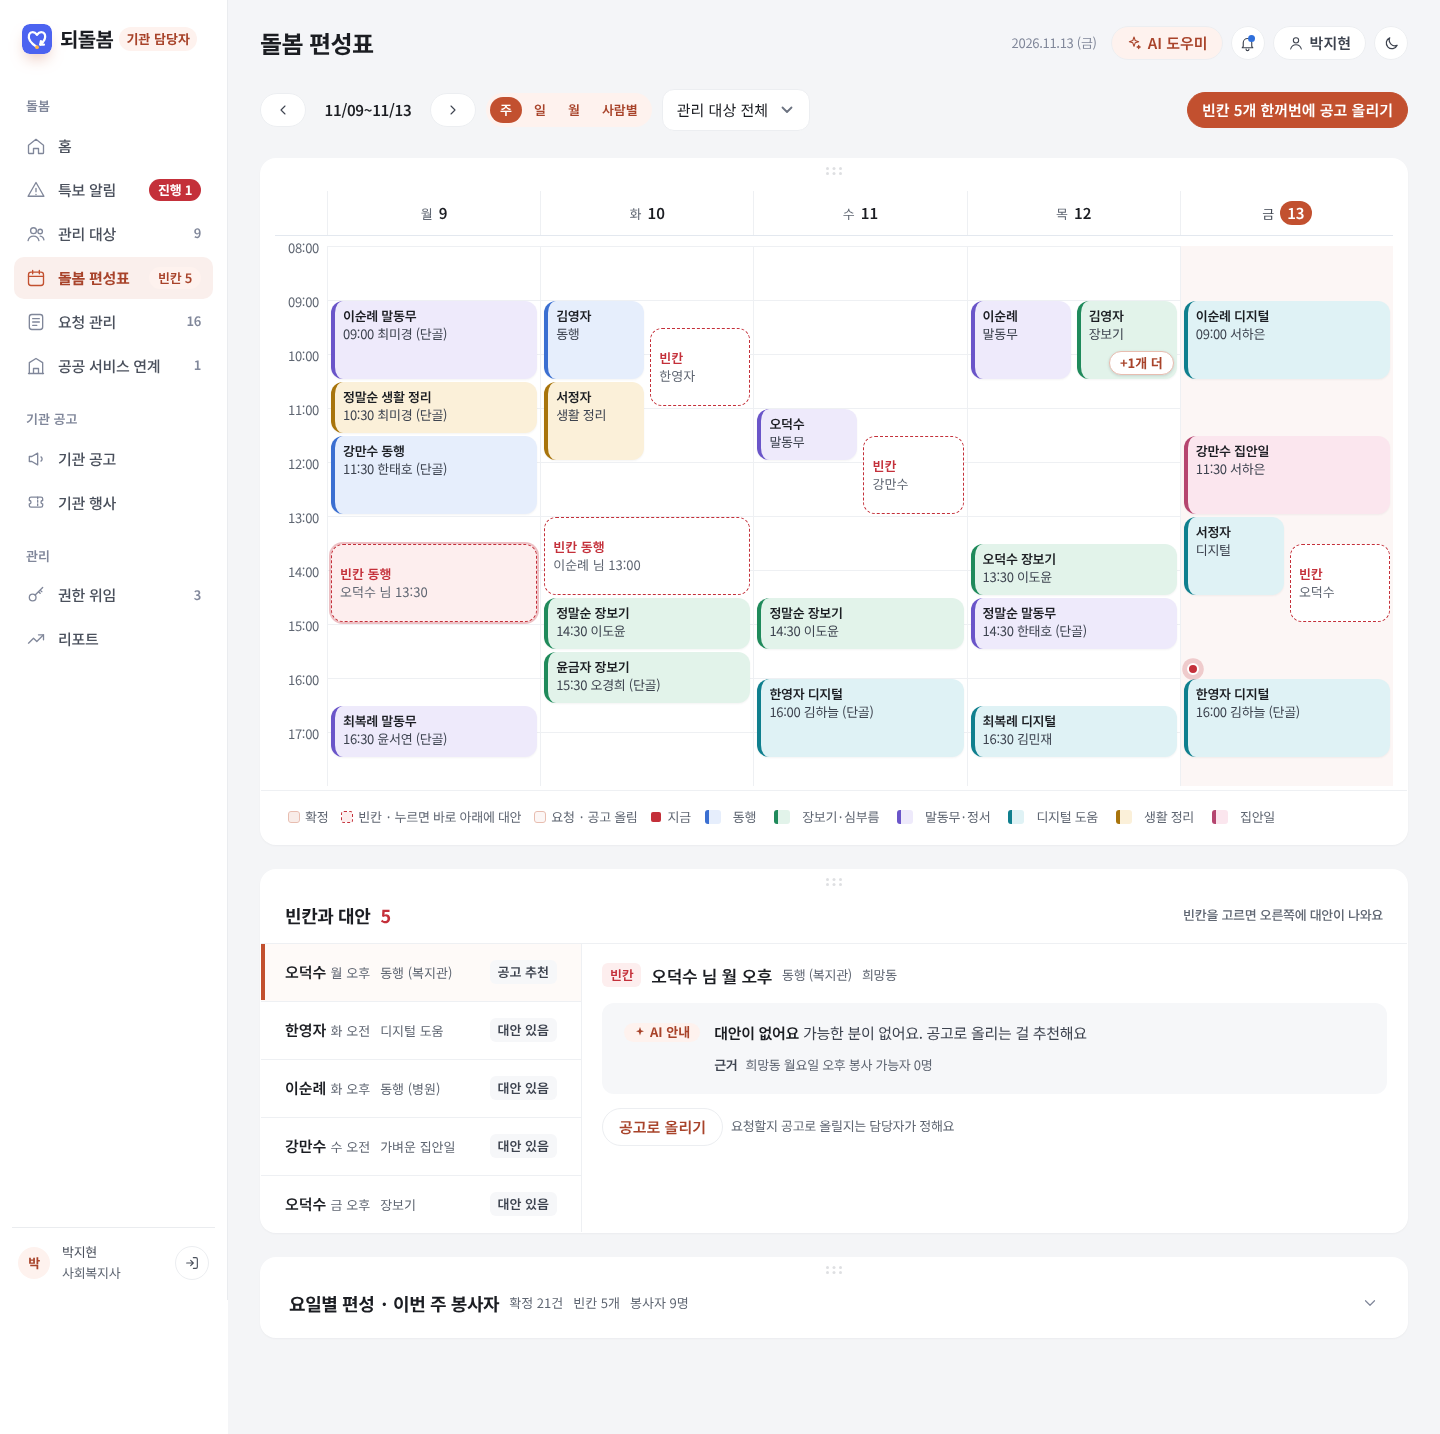 되돌봄 기관 담당자
돌봄
홈
특보 알림 진행 1
관리 대상 9
돌봄 편성표 빈칸 5
요청 관리 16
공공 서비스 연계 1
기관 공고
기관 공고
기관 행사
관리
권한 위임 3
리포트
박 박지현
사회복지사
돌봄 편성표
2026.11.13 (금) AI 도우미 박지현
11/09~11/13 주 일 월 사람별 관리 대상 전체 빈칸 5개 한꺼번에 공고 올리기
월 9 화 10 수 11 목 12 금 13
08:00
09:00
10:00
11:00
12:00
13:00
14:00
15:00
16:00
17:00
이순례 말동무
09:00 최미경 (단골)
정말순 생활 정리
10:30 최미경 (단골)
강만수 동행
11:30 한태호 (단골)
빈칸 동행
오덕수 님 13:30
최복례 말동무
16:30 윤서연 (단골)
김영자
동행
빈칸
한영자
서정자
생활 정리
빈칸 동행
이순례 님 13:00
정말순 장보기
14:30 이도윤
윤금자 장보기
15:30 오경희 (단골)
오덕수
말동무
빈칸
강만수
정말순 장보기
14:30 이도윤
한영자 디지털
16:00 김하늘 (단골)
이순례
말동무
김영자
장보기
+1개 더
오덕수 장보기
13:30 이도윤
정말순 말동무
14:30 한태호 (단골)
최복례 디지털
16:30 김민재
이순례 디지털
09:00 서하은
강만수 집안일
11:30 서하은
서정자
디지털
빈칸
오덕수
한영자 디지털
16:00 김하늘 (단골)
확정 빈칸 · 누르면 바로 아래에 대안 요청 · 공고 올림 지금 동행 장보기·심부름 말동무·정서 디지털 도움 생활 정리 집안일
빈칸과 대안 5
빈칸을 고르면 오른쪽에 대안이 나와요
오덕수 월 오후 동행 (복지관) 공고 추천
한영자 화 오전 디지털 도움 대안 있음
이순례 화 오후 동행 (병원) 대안 있음
강만수 수 오전 가벼운 집안일 대안 있음
오덕수 금 오후 장보기 대안 있음
빈칸 오덕수 님 월 오후 동행 (복지관) 희망동
AI 안내 대안이 없어요 가능한 분이 없어요. 공고로 올리는 걸 추천해요
근거 희망동 월요일 오후 봉사 가능자 0명
공고로 올리기 요청할지 공고로 올릴지는 담당자가 정해요
요일별 편성 · 이번 주 봉사자 확정 21건 빈칸 5개 봉사자 9명